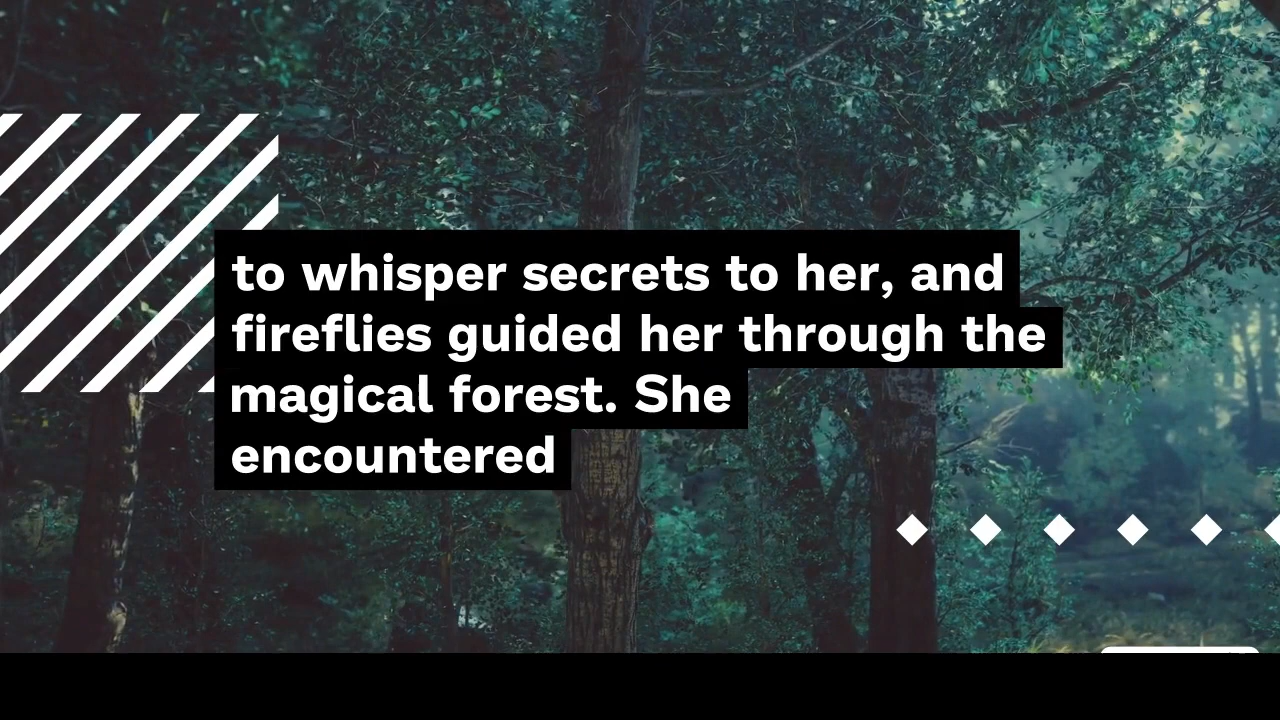 to whisper secrets to her, and
fireflies guided her through the
magical forest. She
encountered